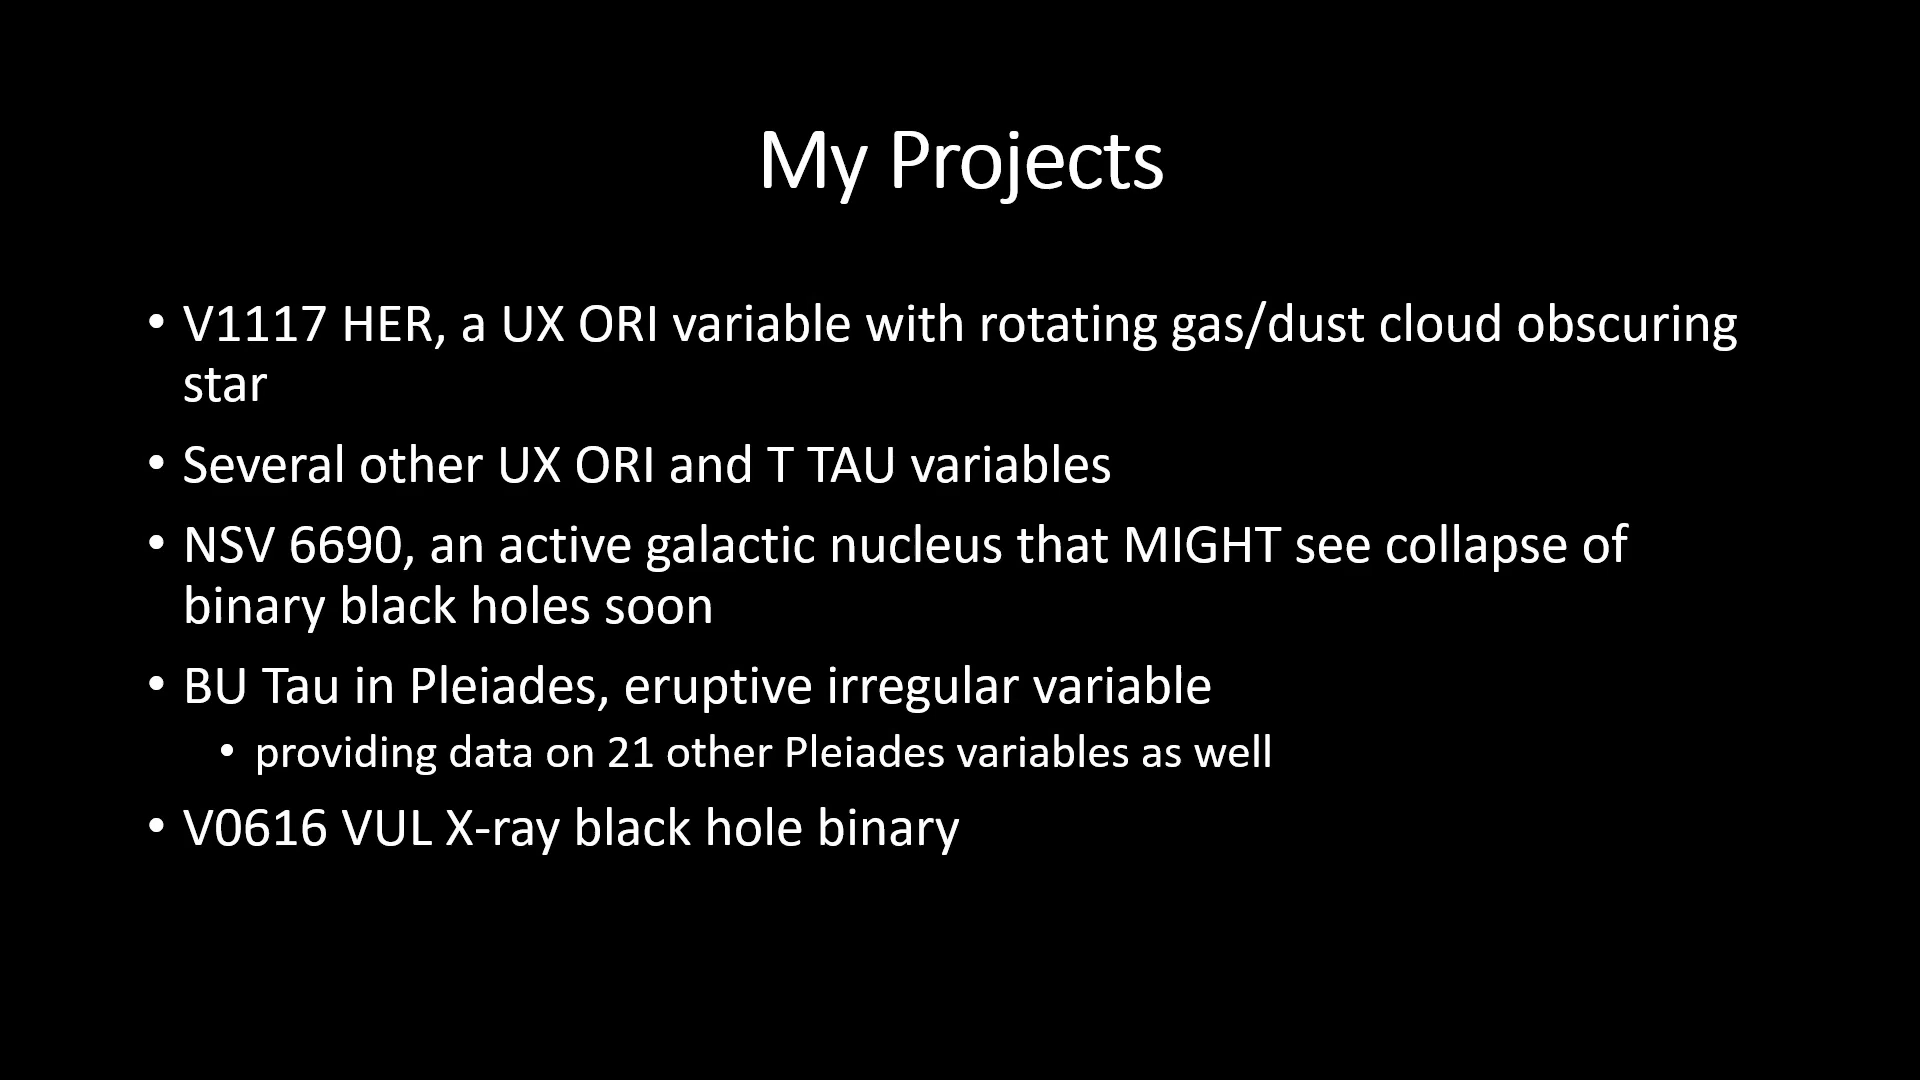 My Projects
• V1117 HER, a UX ORI variable with rotating gas/dust cloud obscuring
star
• Several other UX ORI and T TAU variables
• NSV 6690, an active galactic nucleus that MIGHT see collapse of
binary black holes soon
• BU Tau in Pleiades, eruptive irregular variable
• providing data on 21 other Pleiades variables as well
• V0616 VUL X-ray black hole binary